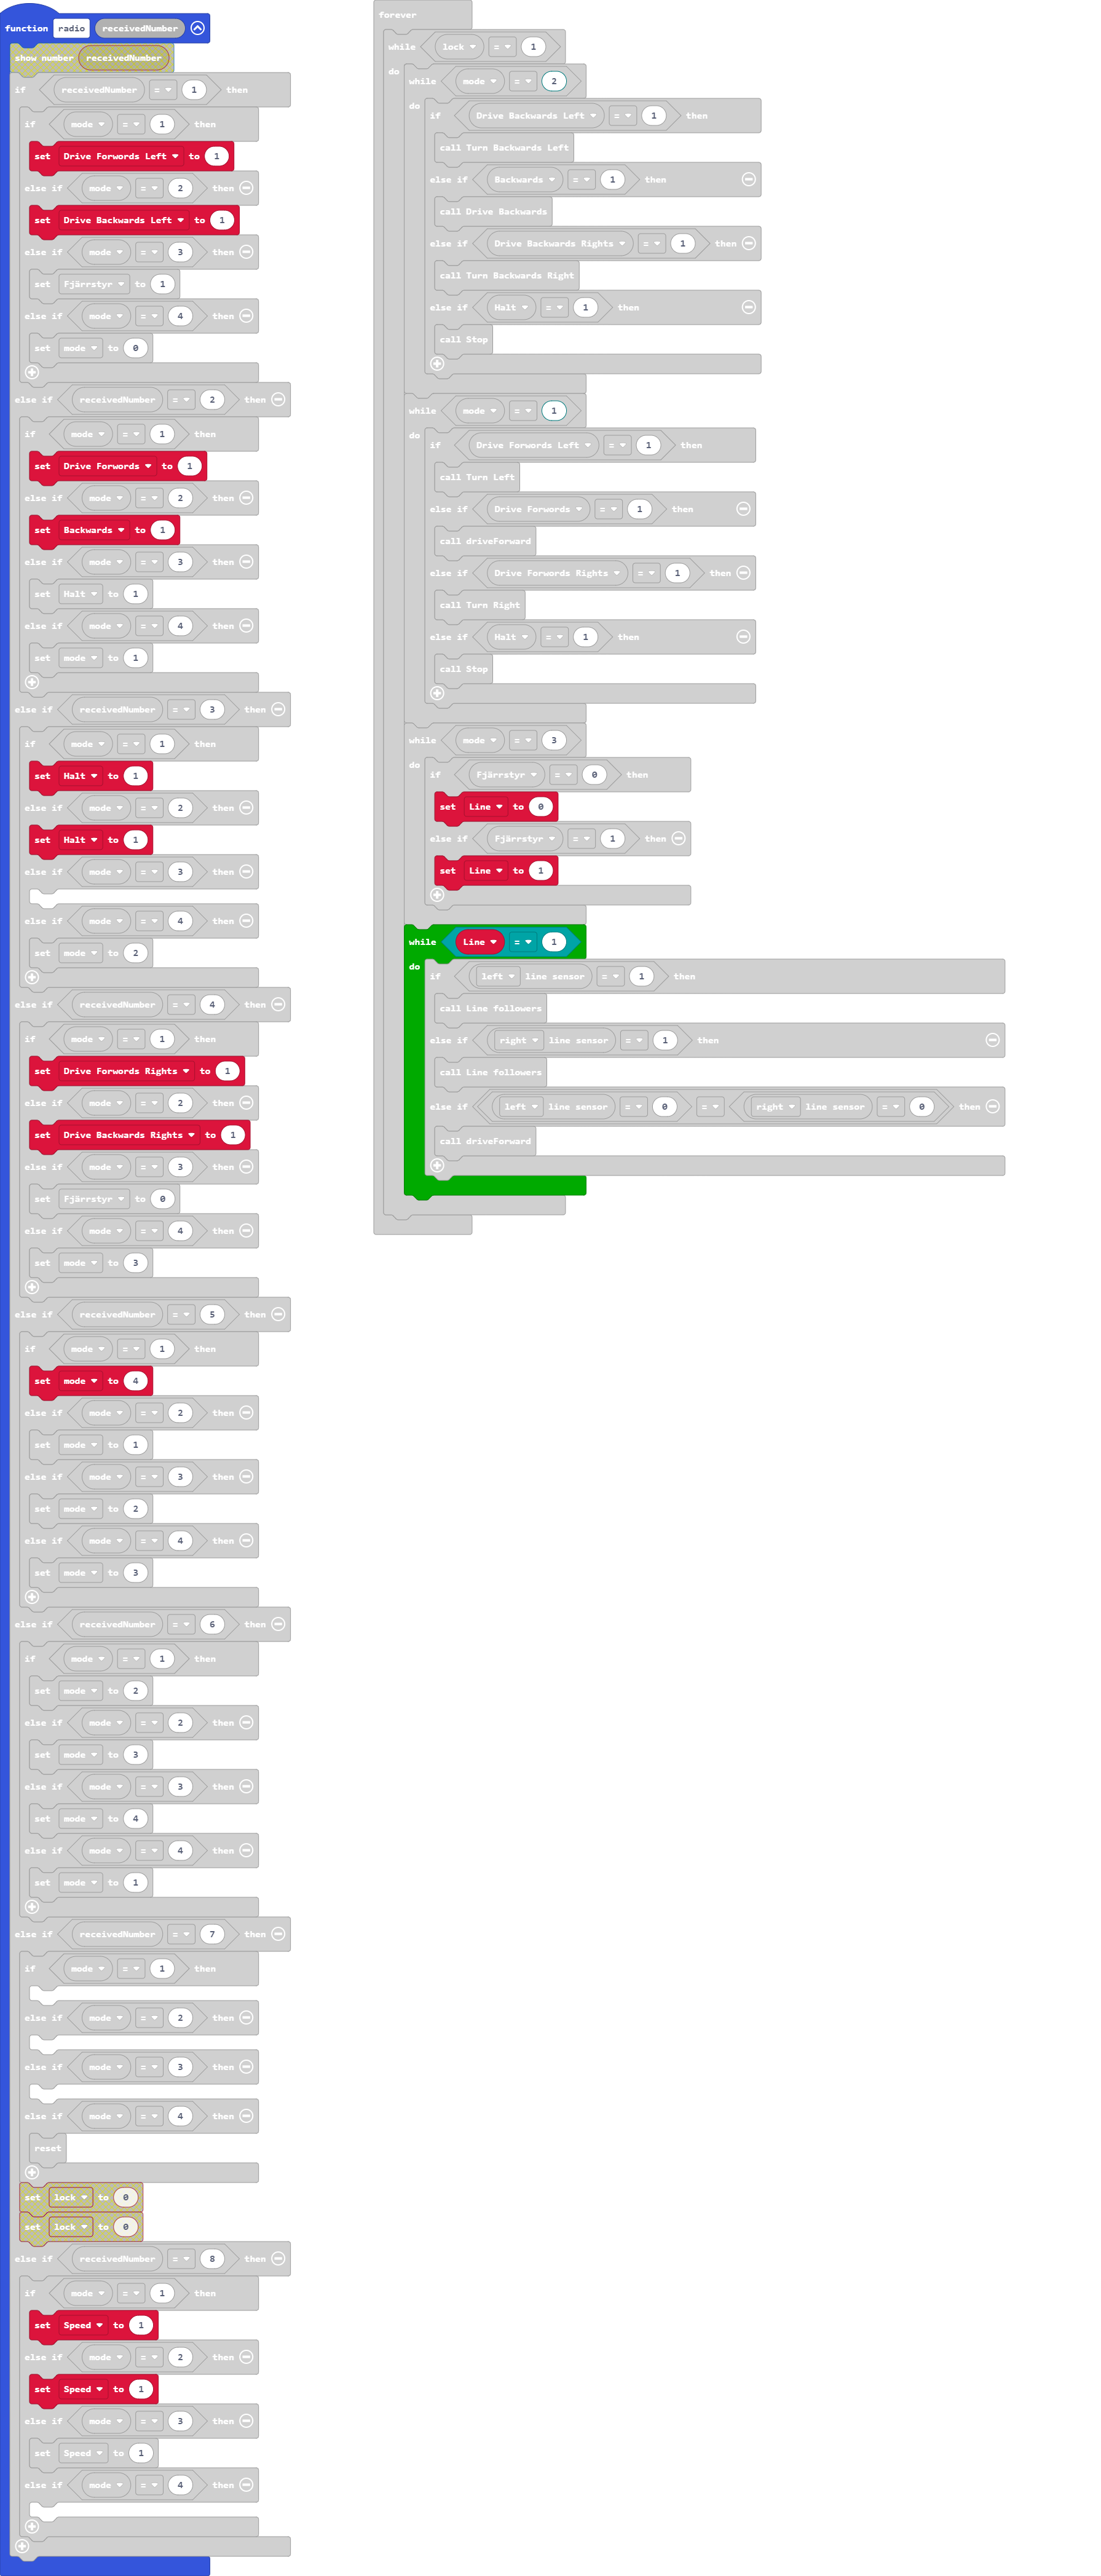 function radio receivedNumber
show number receivedNumber
if receivedNumber = 1 then
if mode = 1 then
set Drive Forwords Left to 1
else if mode = 2 then
set Drive Backwards Left to 1
else if mode = 3 then
set Fjärrstyr to 1
else if mode = 4 then
set mode to 0
else if receivedNumber = 2 then
if mode = 1 then
set Drive Forwords to 1
else if mode = 2 then
set Backwards to 1
else if mode = 3 then
set Halt to 1
else if mode = 4 then
set mode to 1
else if receivedNumber = 3 then
if mode = 1 then
set Halt to 1
else if mode = 2 then
set Halt to 1
else if mode = 3 then
else if mode = 4 then
set mode to 2
else if receivedNumber = 4 then
if mode = 1 then
set Drive Forwords Rights to 1
else if mode = 2 then
set Drive Backwards Rights to 1
else if mode = 3 then
set Fjärrstyr to 0
else if mode = 4 then
set mode to 3
else if receivedNumber = 5 then
if mode = 1 then
set mode to 4
else if mode = 2 then
set mode to 1
else if mode = 3 then
set mode to 2
else if mode = 4 then
set mode to 3
else if receivedNumber = 6 then
if mode = 1 then
set mode to 2
else if mode = 2 then
set mode to 3
else if mode = 3 then
set mode to 4
else if mode = 4 then
set mode to 1
else if receivedNumber = 7 then
if mode = 1 then
else if mode = 2 then
else if mode = 3 then
else if mode = 4 then
reset
set lock to 0
set lock to 0
else if receivedNumber = 8 then
if mode = 1 then
set Speed to 1
else if mode = 2 then
set Speed to 1
else if mode = 3 then
set Speed to 1
else if mode = 4 then
forever
while lock = 1
do
while mode = 2
do
if Drive Backwards Left = 1 then
call Turn Backwards Left
else if Backwards = 1 then
call Drive Backwards
else if Drive Backwards Rights = 1 then
call Turn Backwards Right
else if Halt = 1 then
call Stop
while mode = 1
do
if Drive Forwords Left = 1 then
call Turn Left
else if Drive Forwords = 1 then
call driveForward
else if Drive Forwords Rights = 1 then
call Turn Right
else if Halt = 1 then
call Stop
while mode = 3
do
if Fjärrstyr = 0 then
set Line to 0
else if Fjärrstyr = 1 then
set Line to 1
while Line = 1
do
if left line sensor = 1 then
call Line followers
else if right line sensor = 1 then
call Line followers
else if left line sensor = 0 = right line sensor = 0 then
call driveForward